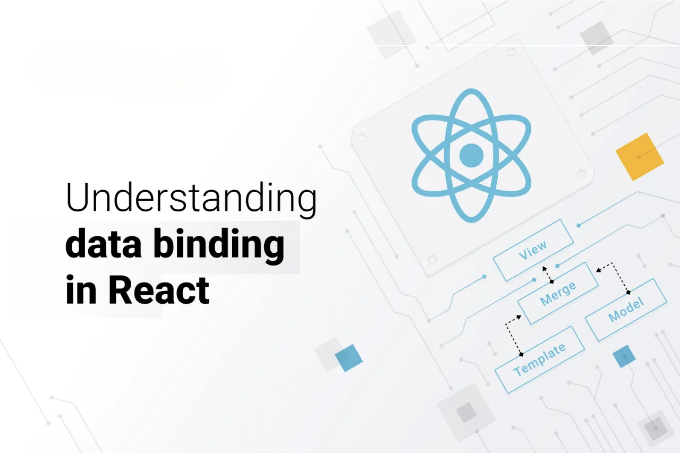 Understanding
data binding
in React
View
Merge
Model
Template